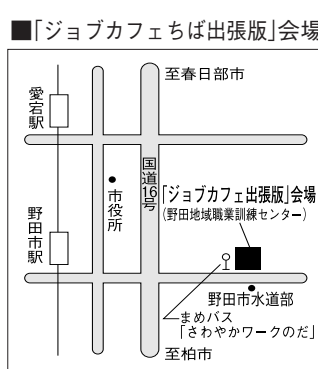 ■「ジョブカフェちば出張版」会場
至春日部市
愛宕駅
国道16号
●市役所
「ジョブカフェ出張版」会場
(野田地域職業訓練センター)
野田市駅
野田市水道部
まめバス
「さわやかワークのだ」
至柏市